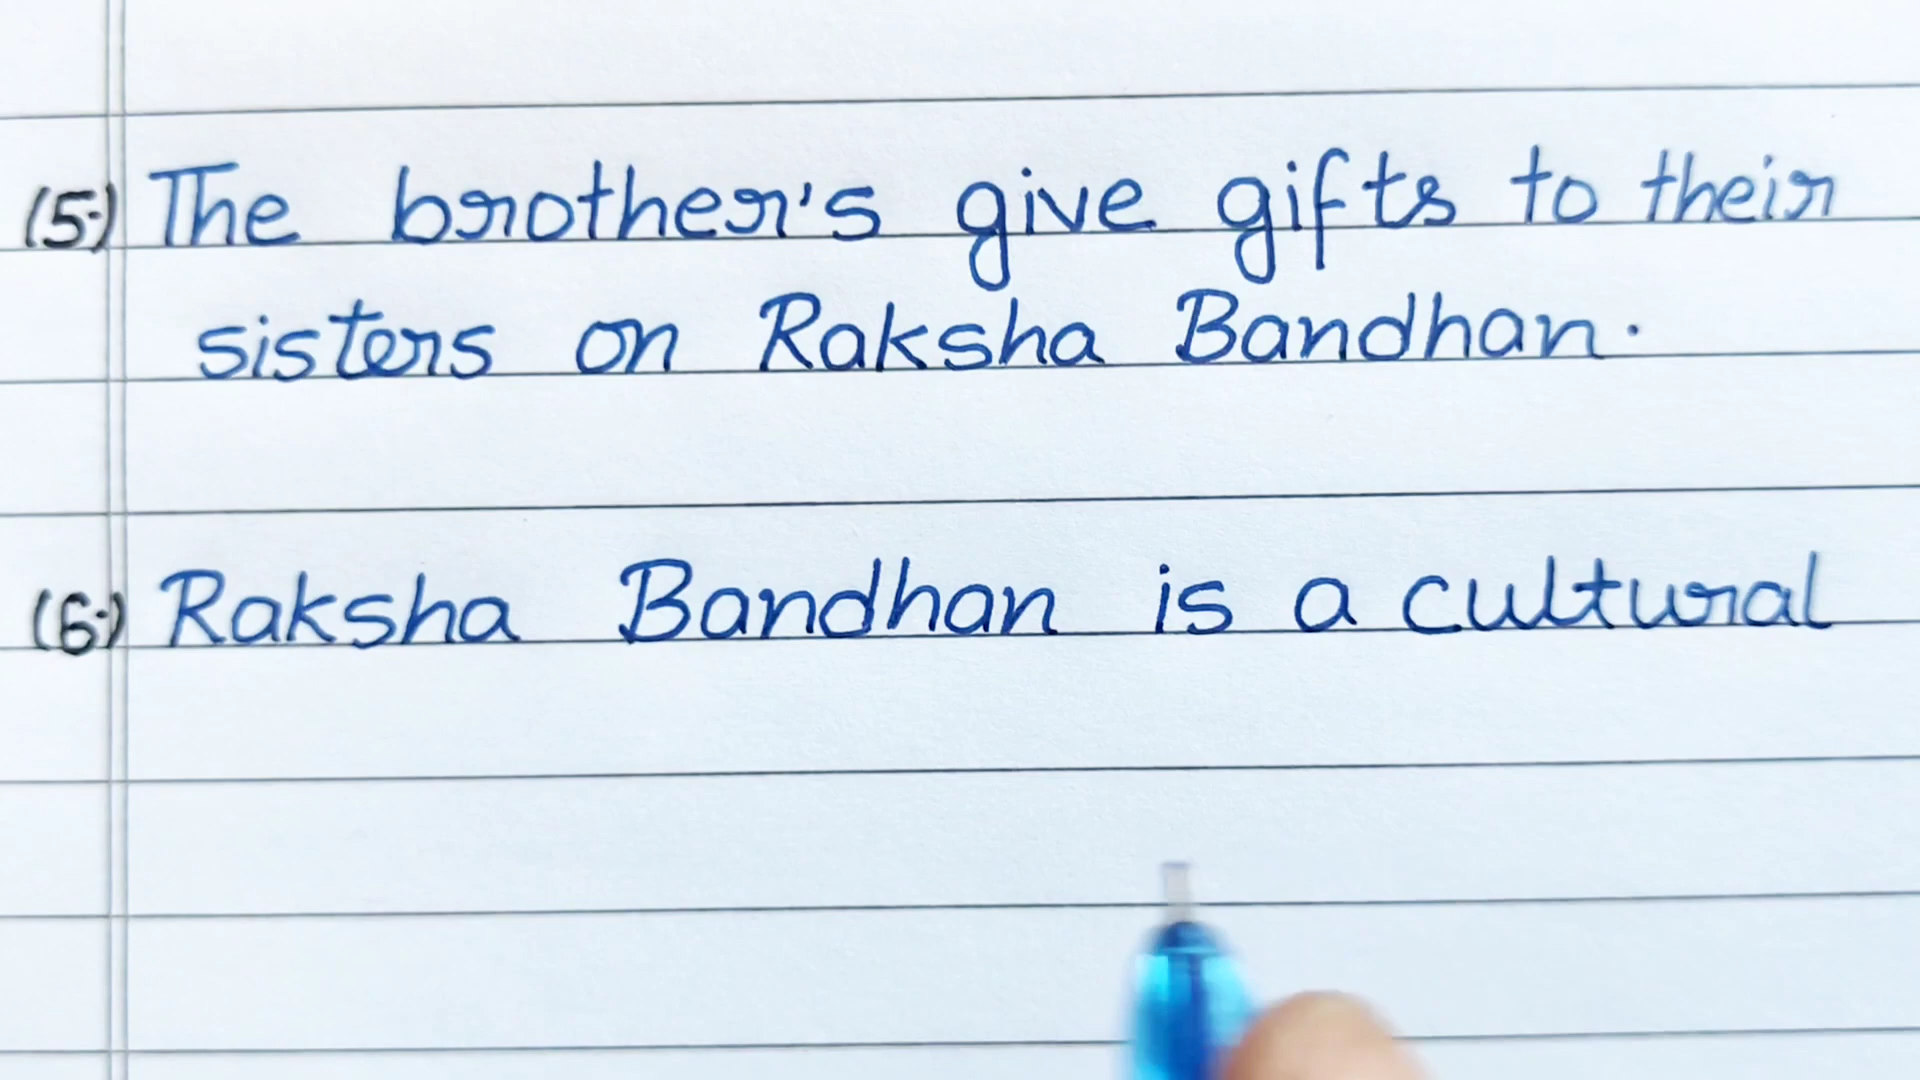 (5.) The brother's give gifts to their
sisters on Raksha Bandhan.
(6.) Raksha Bandhan is a cultural